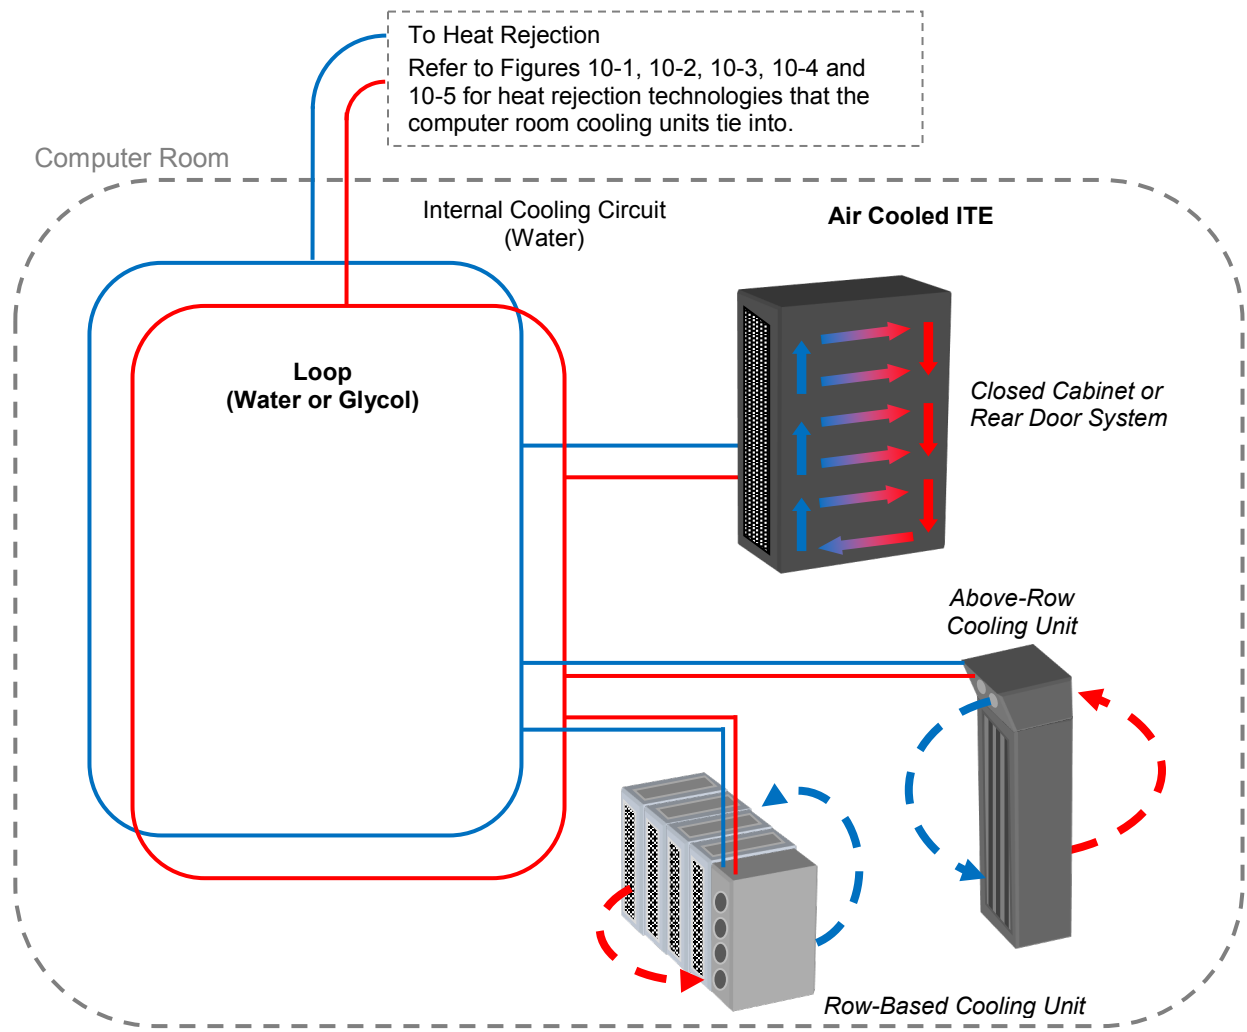 To Heat Rejection
Refer to Figures 10-1, 10-2, 10-3, 10-4 and
10-5 for heat rejection technologies that the
computer room cooling units tie into.
Computer Room
Internal Cooling Circuit
(Water)
Air Cooled ITE
Loop
(Water or Glycol)
Closed Cabinet or
Rear Door System
Above-Row
Cooling Unit
Row-Based Cooling Unit